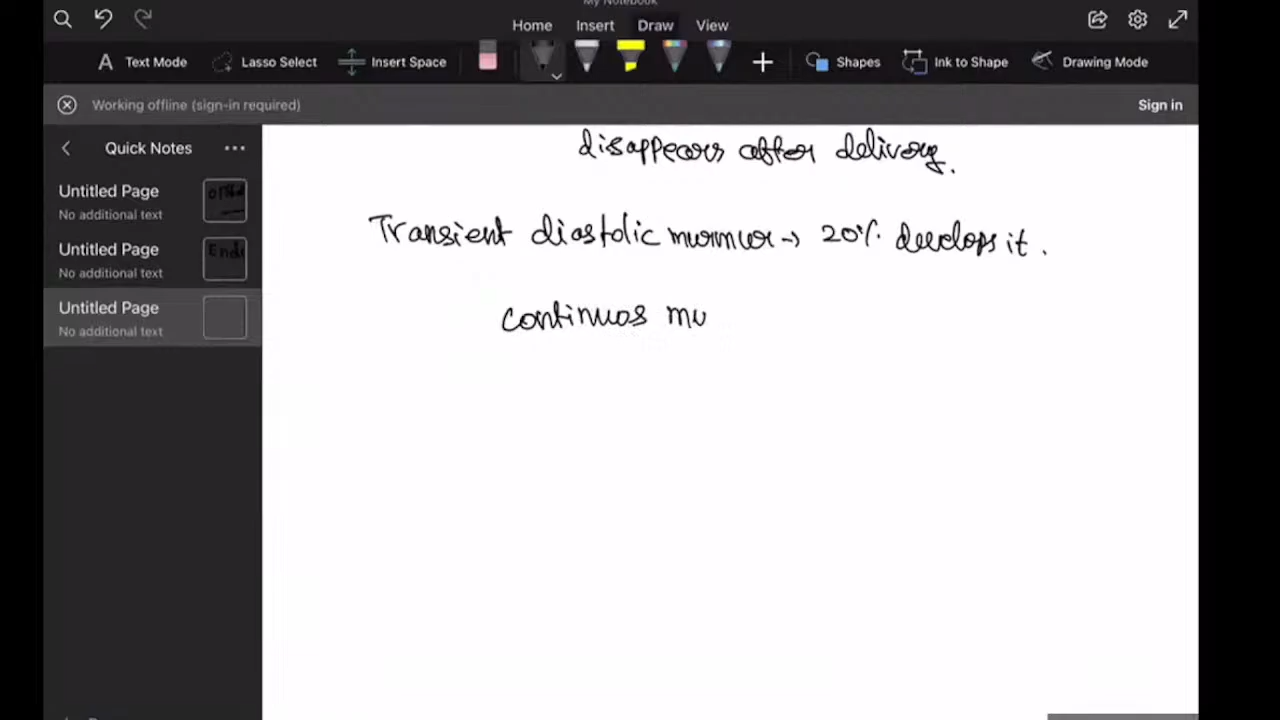 My Notebook
Home Insert Draw View
Text Mode Lasso Select Insert Space Shapes Ink to Shape Drawing Mode
Working offline (sign-in required) Sign in
Quick Notes
Untitled Page
No additional text
Untitled Page
No additional text
Untitled Page
No additional text
disappears after delivery.
Transient diastolic murmur → 20% develops it.
continuos mu